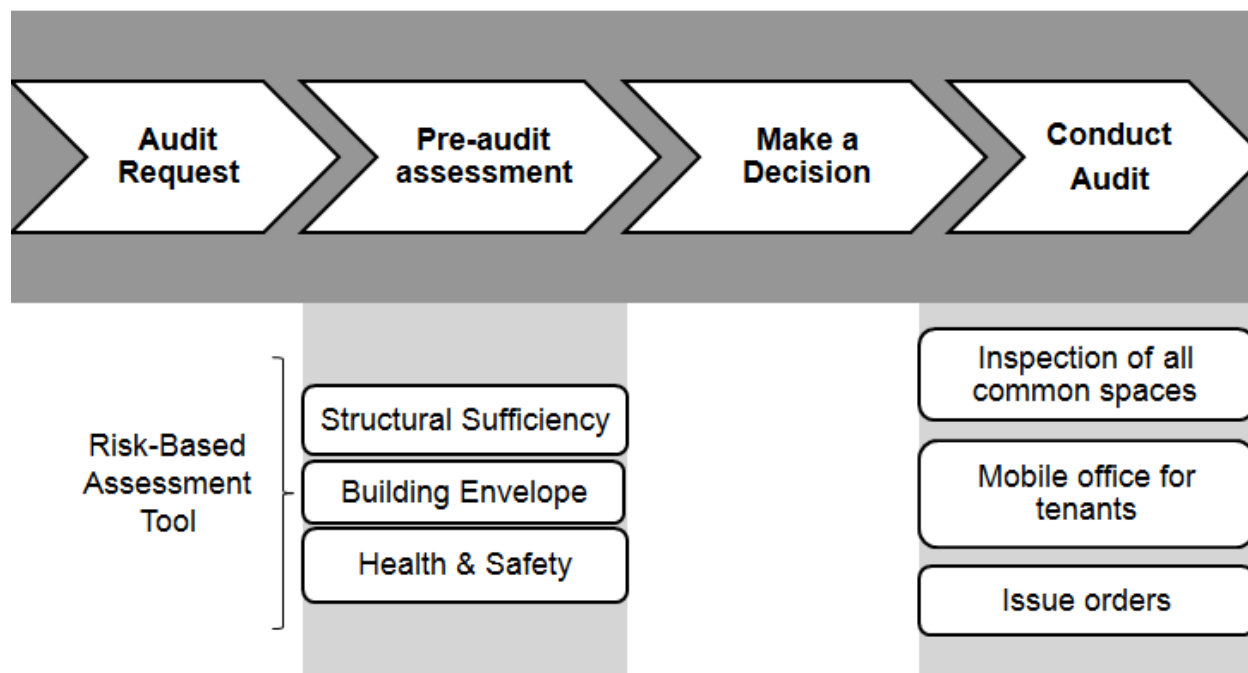 Audit
Request
Pre-audit
assessment
Make a
Decision
Conduct
Audit
Risk-Based
Assessment
Tool
Structural Sufficiency
Building Envelope
Health & Safety
Inspection of all
common spaces
Mobile office for
tenants
Issue orders